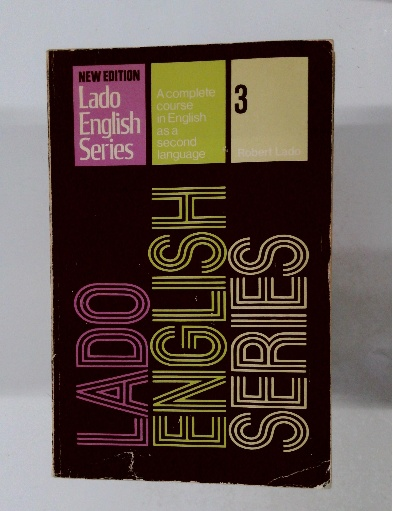 NEW EDITION
Lado
English
Series
A complete
course
in English
as a
second
language
3
Robert Lado
LADO
ENGLISH
SERIES